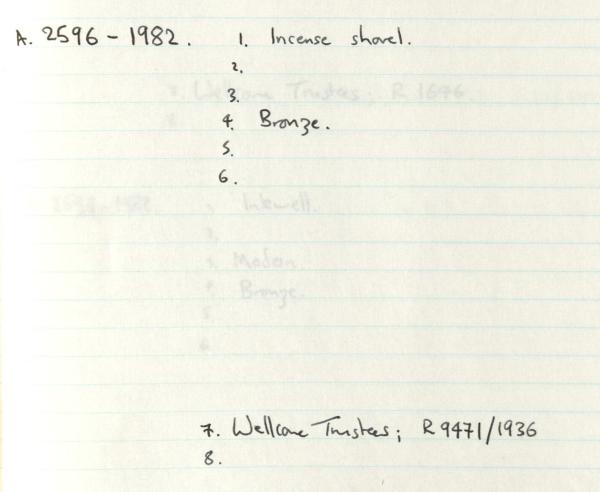 A. 2596 - 1982. 1. Incense shovel.
2.
3.
4. Bronze.
5.
6.
7. Wellcome Trustees; R 9471/1936
8.